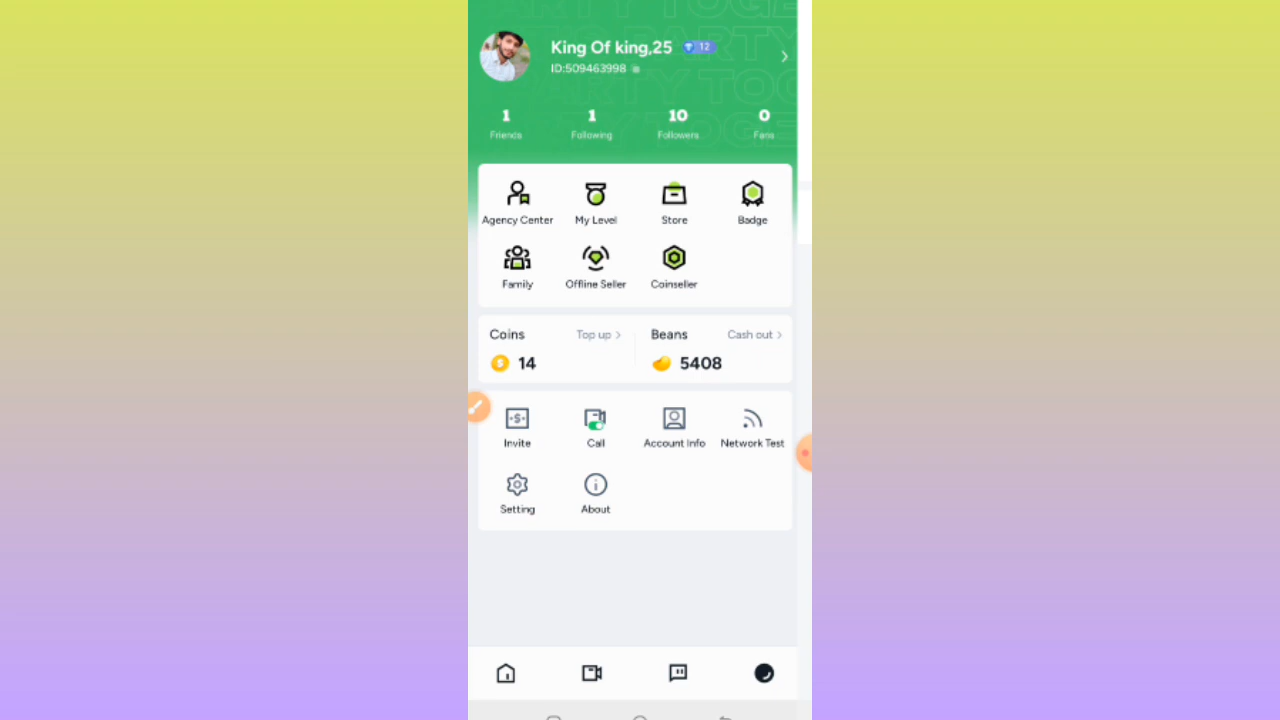 PARTY TOGE
King Of king,25 12
ID:509463998
1 1 10 0
Friends Following Followers Fans
Agency Center My Level Store Badge
Family Offline Seller Coinseller
Coins Top up > Beans Cash out >
14 5408
Invite Call Account Info Network Test
Setting About